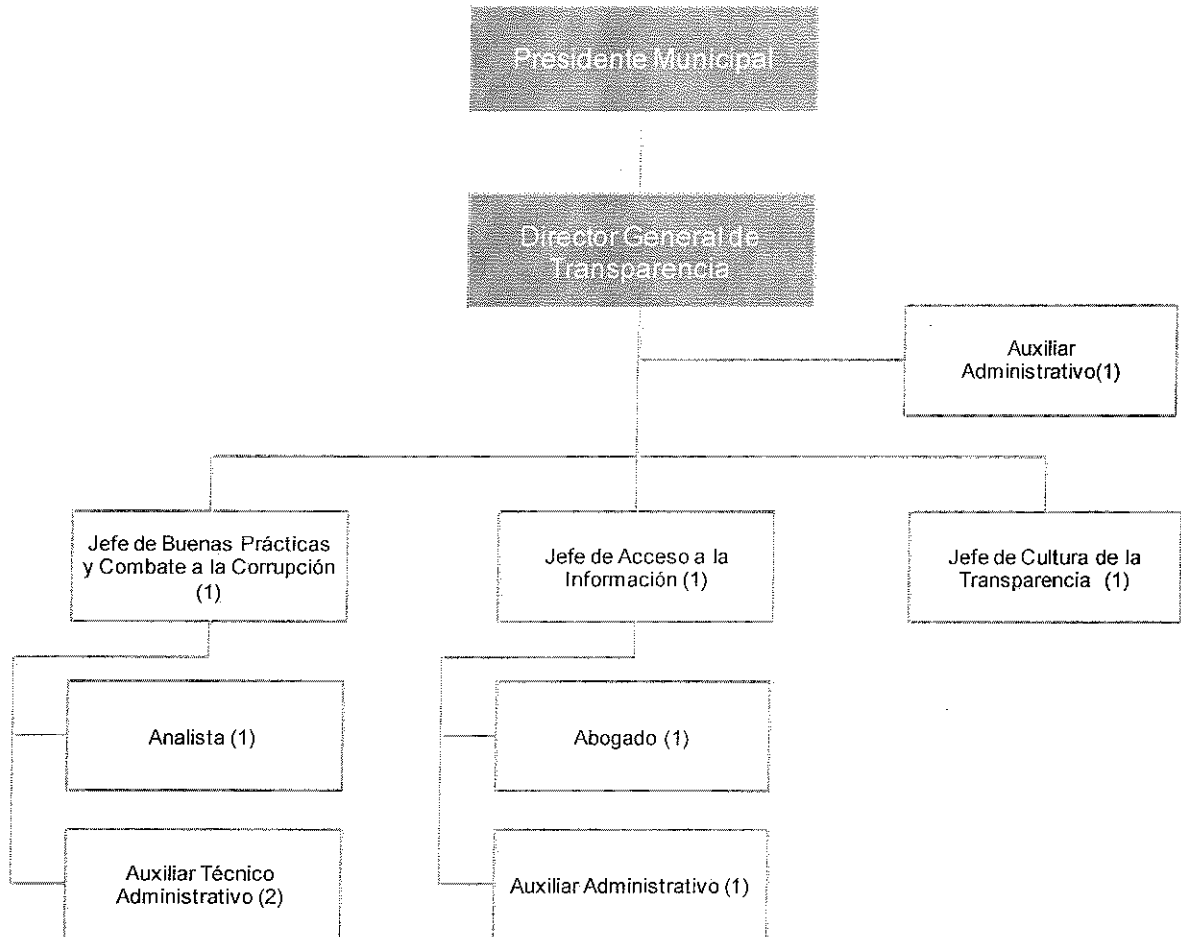 Presidente Municipal
Director General de
Transparencia
Auxiliar
Administrativo(1)
Jefe de Buenas Prácticas
y Combate a la Corrupción
(1)
Jefe de Acceso a la
Información (1)
Jefe de Cultura de la
Transparencia (1)
Analista (1)
Abogado (1)
Auxiliar Técnico
Administrativo (2)
Auxiliar Administrativo (1)